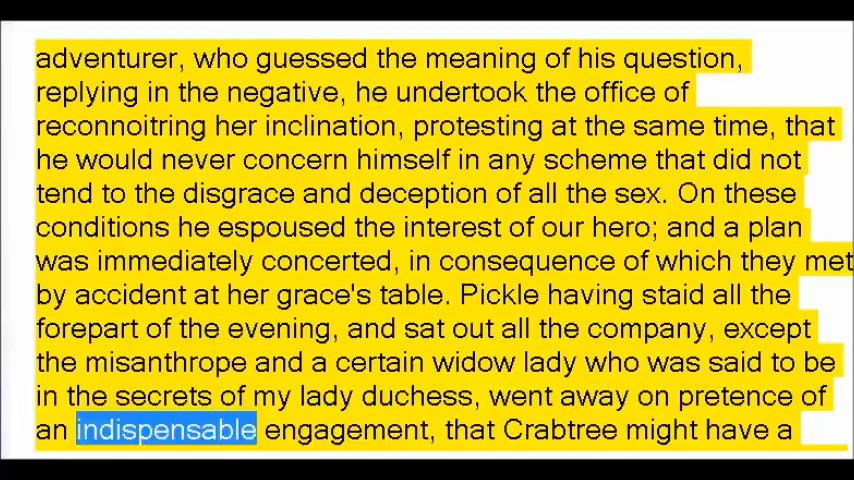 adventurer, who guessed the meaning of his question,
replying in the negative, he undertook the office of
reconnoitring her inclination, protesting at the same time, that
he would never concern himself in any scheme that did not
tend to the disgrace and deception of all the sex. On these
conditions he espoused the interest of our hero; and a plan
was immediately concerted, in consequence of which they met
by accident at her grace's table. Pickle having staid all the
forepart of the evening, and sat out all the company, except
the misanthrope and a certain widow lady who was said to be
in the secrets of my lady duchess, went away on pretence of
an indispensable engagement, that Crabtree might have a